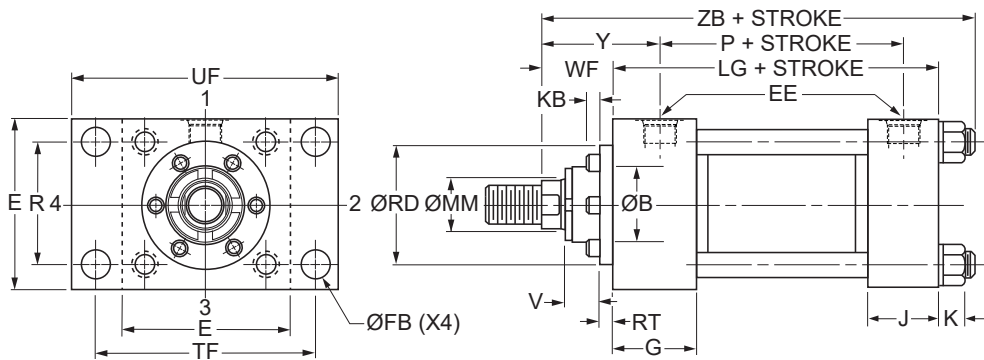 ZB + STROKE
Y
P + STROKE
UF
WF
LG + STROKE
1
KB
EE
E
R
4
2
ØRD
ØMM
ØB
3
V
E
ØFB (X4)
RT
J
K
TF
G